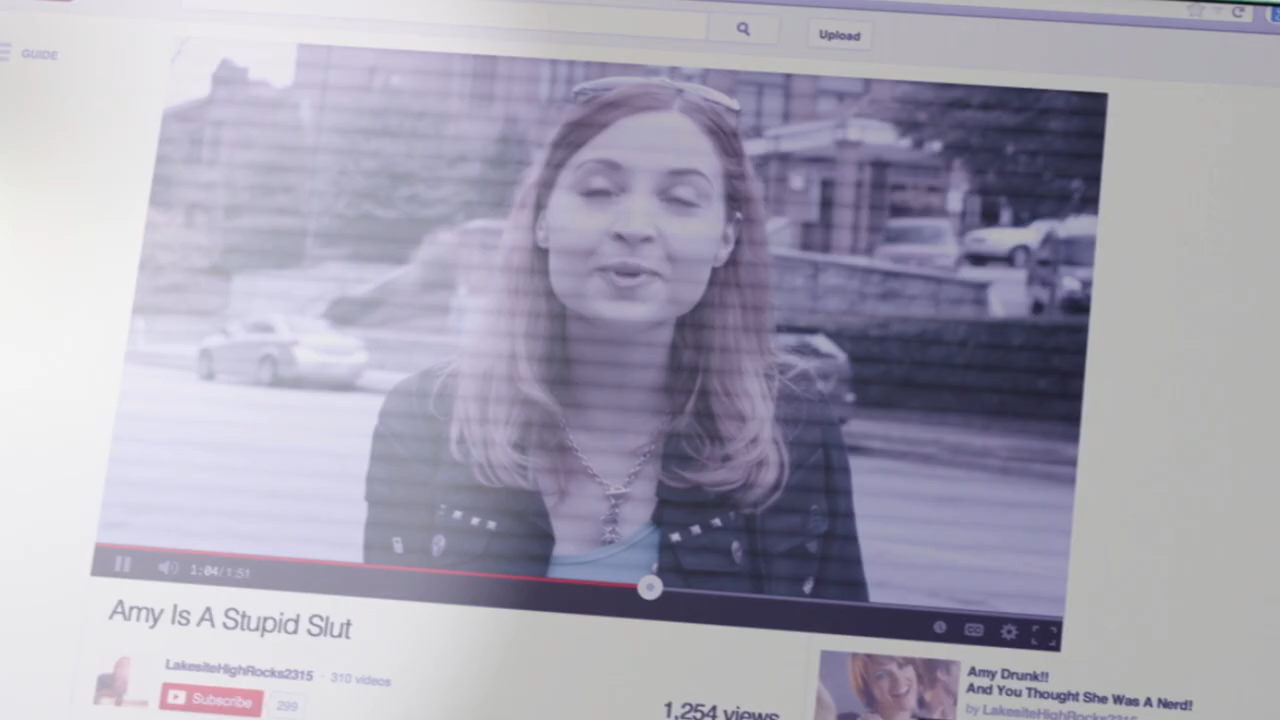 Upload
GUIDE
1:04 / 1:51
CC
Amy Is A Stupid Slut
LakesiteHighRocks2315 · 310 videos
Subscribe 299
1,254 views
Amy Drunk!!
And You Thought She Was A Nerd!
by LakesiteHighRocks2315